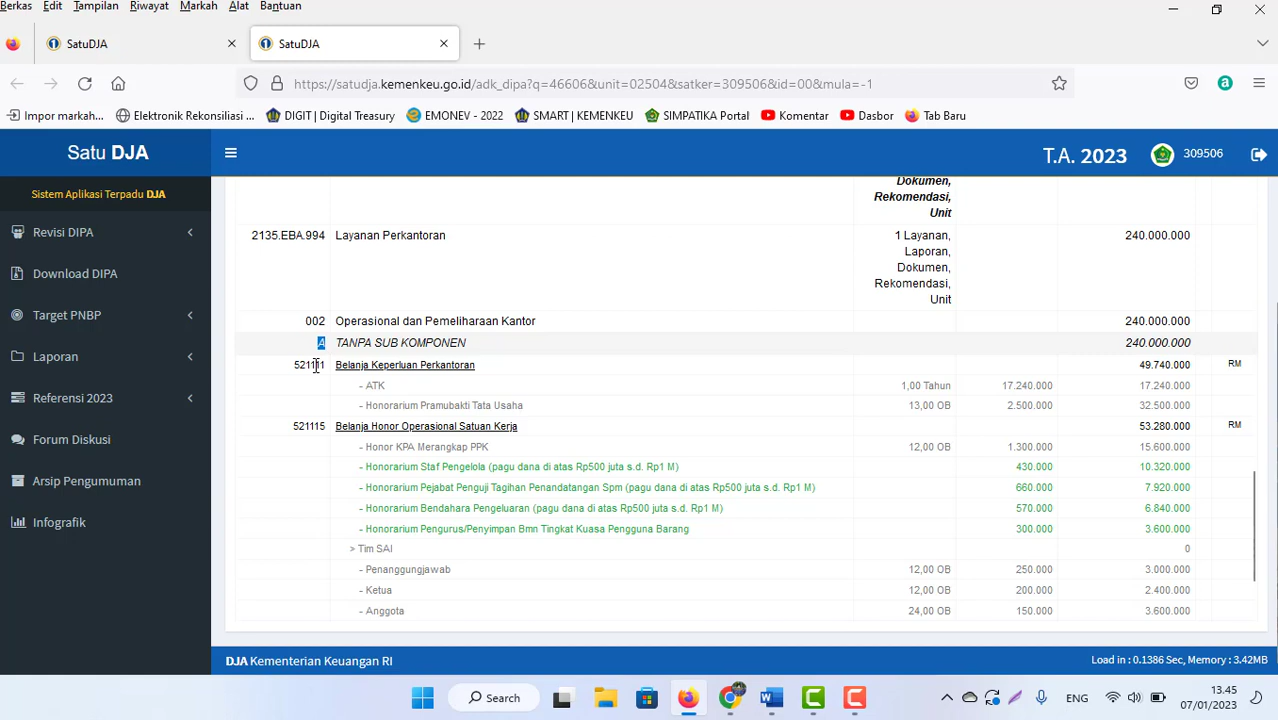 Berkas Edit Tampilan Riwayat Markah Alat Bantuan
SatuDJA SatuDJA
https://satudja.kemenkeu.go.id/adk_dipa?q=46606&unit=02504&satker=309506&id=00&mula=-1
Impor markah... Elektronik Rekonsiliasi ... DIGIT | Digital Treasury EMONEV - 2022 SMART | KEMENKEU SIMPATIKA Portal Komentar Dasbor Tab Baru
Satu DJA
T.A. 2023 309506
Sistem Aplikasi Terpadu DJA
Revisi DIPA
Download DIPA
Target PNBP
Laporan
Referensi 2023
Forum Diskusi
Arsip Pengumuman
Infografik
Dokumen,
Rekomendasi,
Unit
2135.EBA.994 Layanan Perkantoran 1 Layanan, 240.000.000
Laporan,
Dokumen,
Rekomendasi,
Unit
002 Operasional dan Pemeliharaan Kantor 240.000.000
A TANPA SUB KOMPONEN 240.000.000
521111 Belanja Keperluan Perkantoran 49.740.000 RM
- ATK 1,00 Tahun 17.240.000 17.240.000
- Honorarium Pramubakti Tata Usaha 13,00 OB 2.500.000 32.500.000
521115 Belanja Honor Operasional Satuan Kerja 53.280.000 RM
- Honor KPA Merangkap PPK 12,00 OB 1.300.000 15.600.000
- Honorarium Staf Pengelola (pagu dana di atas Rp500 juta s.d. Rp1 M) 430.000 10.320.000
- Honorarium Pejabat Penguji Tagihan Penandatangan Spm (pagu dana di atas Rp500 juta s.d. Rp1 M) 660.000 7.920.000
- Honorarium Bendahara Pengeluaran (pagu dana di atas Rp500 juta s.d. Rp1 M) 570.000 6.840.000
- Honorarium Pengurus/Penyimpan Bmn Tingkat Kuasa Pengguna Barang 300.000 3.600.000
> Tim SAI 0
- Penanggungjawab 12,00 OB 250.000 3.000.000
- Ketua 12,00 OB 200.000 2.400.000
- Anggota 24,00 OB 150.000 3.600.000
DJA Kementerian Keuangan RI Load in : 0.1386 Sec, Memory : 3.42MB
Search ENG 13.45
07/01/2023